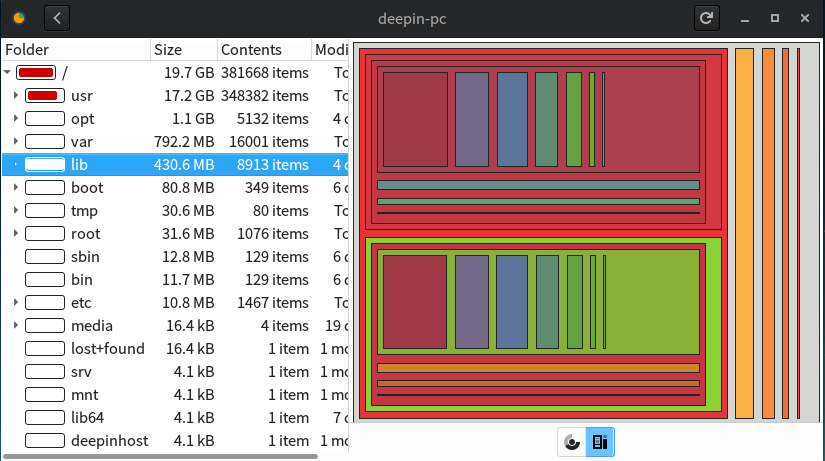 deepin-pc
Folder Size Contents Modi
/ 19.7 GB 381668 items To
usr 17.2 GB 348382 items To
opt 1.1 GB 5132 items 4 d
var 792.2 MB 16001 items To
lib 430.6 MB 8913 items 4 d
boot 80.8 MB 349 items 6 d
tmp 30.6 MB 80 items To
root 31.6 MB 1076 items To
sbin 12.8 MB 129 items 6 d
bin 11.7 MB 129 items 6 d
etc 10.8 MB 1467 items To
media 16.4 kB 4 items 19 d
lost+found 16.4 kB 1 item 1 mo
srv 4.1 kB 1 item 1 mo
mnt 4.1 kB 1 item 1 mo
lib64 4.1 kB 1 item 7 d
deepinhost 4.1 kB 1 item 4 d